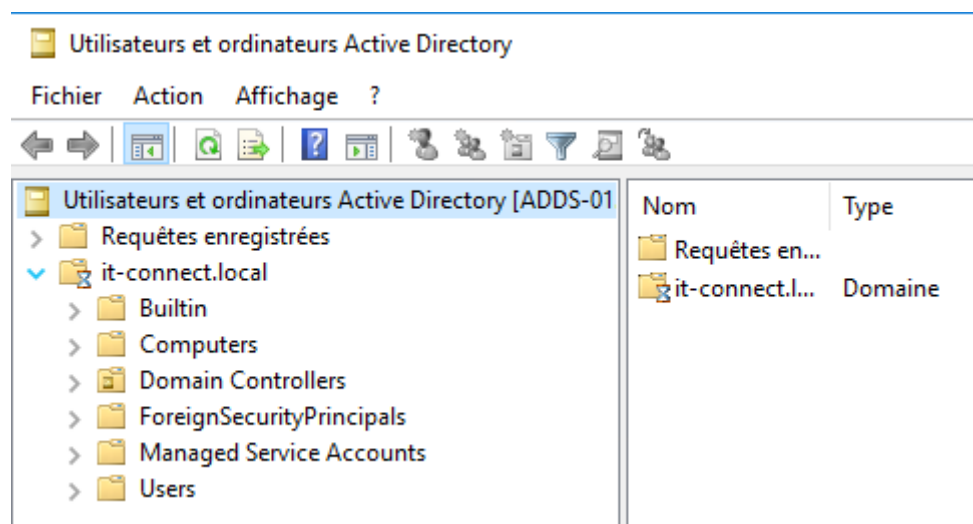 Utilisateurs et ordinateurs Active Directory
Fichier Action Affichage ?
Utilisateurs et ordinateurs Active Directory [ADDS-01
Requêtes enregistrées
it-connect.local
Builtin
Computers
Domain Controllers
ForeignSecurityPrincipals
Managed Service Accounts
Users
Nom Type
Requêtes en...
it-connect.l... Domaine